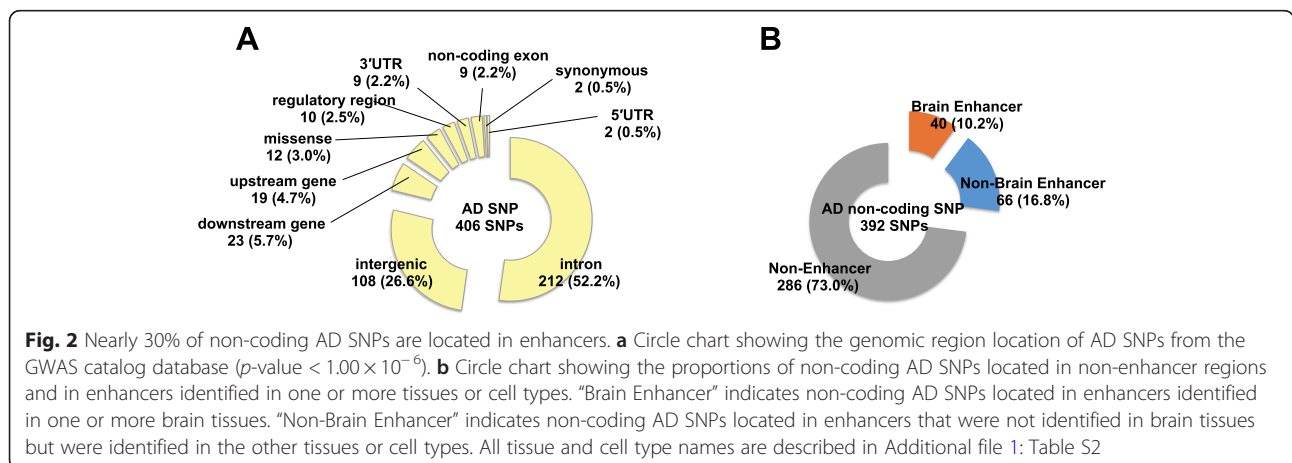 A
B
3'UTR
9 (2.2%)
non-coding exon
9 (2.2%)
synonymous
2 (0.5%)
regulatory region
10 (2.5%)
5'UTR
2 (0.5%)
missense
12 (3.0%)
upstream gene
19 (4.7%)
downstream gene
23 (5.7%)
AD SNP
406 SNPs
intergenic
108 (26.6%)
intron
212 (52.2%)
Brain Enhancer
40 (10.2%)
Non-Brain Enhancer
66 (16.8%)
AD non-coding SNP
392 SNPs
Non-Enhancer
286 (73.0%)
Fig. 2 Nearly 30% of non-coding AD SNPs are located in enhancers. a Circle chart showing the genomic region location of AD SNPs from the
GWAS catalog database (p-value < 1.00 × 10⁻⁶). b Circle chart showing the proportions of non-coding AD SNPs located in non-enhancer regions
and in enhancers identified in one or more tissues or cell types. “Brain Enhancer” indicates non-coding AD SNPs located in enhancers identified
in one or more brain tissues. “Non-Brain Enhancer” indicates non-coding AD SNPs located in enhancers that were not identified in brain tissues
but were identified in the other tissues or cell types. All tissue and cell type names are described in Additional file 1: Table S2